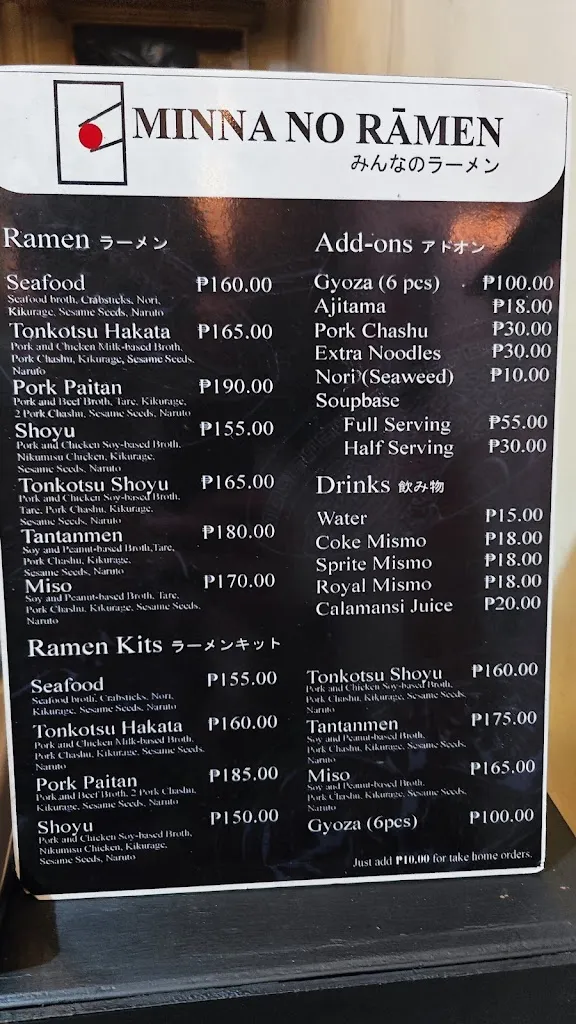 MINNA NO RĀMEN
みんなのラーメン
Ramen ラーメン
Seafood ₱160.00
Seafood broth, Crabsticks, Nori,
Kikurage, Sesame Seeds, Naruto
Tonkotsu Hakata ₱165.00
Pork and Chicken Milk-based Broth,
Pork Chashu, Kikurage, Sesame Seeds,
Naruto
Pork Paitan ₱190.00
Pork and Beef Broth, Tare, Kikurage,
2 Pork Chashu, Sesame Seeds, Naruto
Shoyu ₱155.00
Pork and Chicken Soy-based Broth,
Nikumisu Chicken, Kikurage,
Sesame Seeds, Naruto
Tonkotsu Shoyu ₱165.00
Pork and Chicken Soy-based Broth,
Tare, Pork Chashu, Kikurage,
Sesame Seeds, Naruto
Tantanmen ₱180.00
Soy and Peanut-based Broth,Tare,
Pork Chashu, Kikurage,
Sesame Seeds, Naruto
Miso ₱170.00
Soy and Peanut-based Broth, Tare,
Pork Chashu, Kikurage, Sesame Seeds,
Naruto
Add-ons アドオン
Gyoza (6 pcs) ₱100.00
Ajitama ₱18.00
Pork Chashu ₱30.00
Extra Noodles ₱30.00
Nori (Seaweed) ₱10.00
Soupbase
Full Serving ₱55.00
Half Serving ₱30.00
Drinks 飲み物
Water ₱15.00
Coke Mismo ₱18.00
Sprite Mismo ₱18.00
Royal Mismo ₱18.00
Calamansi Juice ₱20.00
Ramen Kits ラーメンキット
Seafood ₱155.00
Seafood broth, Crabsticks, Nori,
Kikurage, Sesame Seeds, Naruto
Tonkotsu Hakata ₱160.00
Pork and Chicken Milk-based Broth,
Pork Chashu, Kikurage, Sesame Seeds,
Naruto
Pork Paitan ₱185.00
Pork and Beef Broth, 2 Pork Chashu,
Kikurage, Sesame Seeds, Naruto
Shoyu ₱150.00
Pork and Chicken Soy-based Broth,
Nikumisu Chicken, Kikurage,
Sesame Seeds, Naruto
Tonkotsu Shoyu ₱160.00
Pork and Chicken Soy-based Broth,
Pork Chashu, Kikurage, Sesame Seeds,
Naruto
Tantanmen ₱175.00
Soy and Peanut-based Broth,
Pork Chashu, Kikurage, Sesame Seeds,
Naruto
Miso ₱165.00
Soy and Peanut-based Broth,
Pork Chashu, Kikurage, Sesame Seeds,
Naruto
Gyoza (6pcs) ₱100.00
Just add ₱10.00 for take home orders.